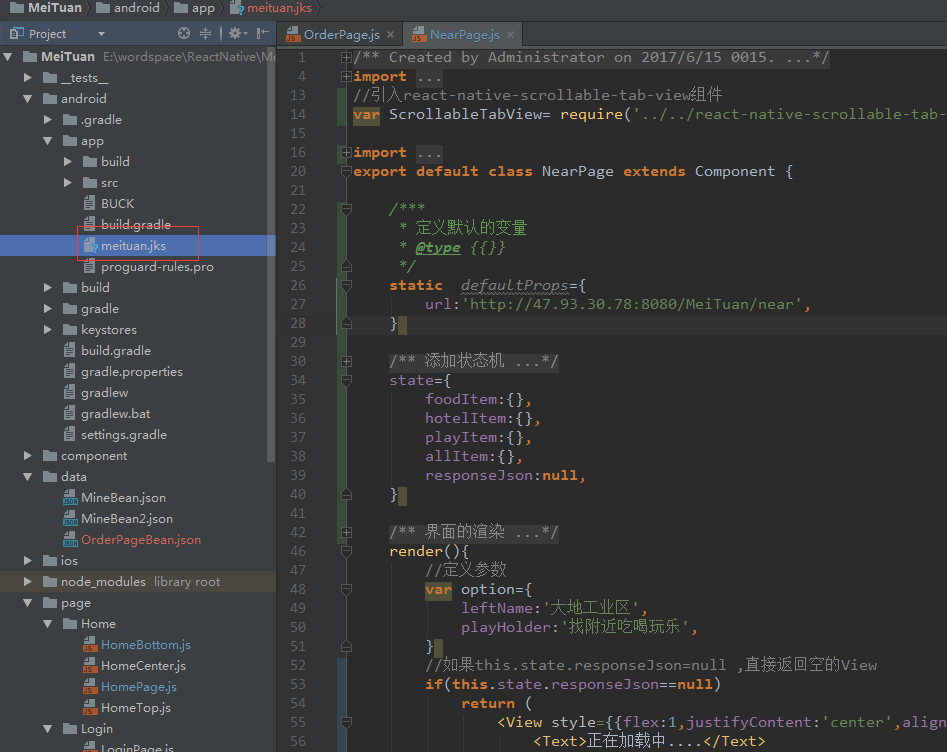 MeiTuan android app meituan.jks
Project
OrderPage.js
NearPage.js
MeiTuan E:\wordspace\ReactNative\Me
__tests__
android
.gradle
app
build
src
BUCK
build.gradle
meituan.jks
proguard-rules.pro
build
gradle
keystores
build.gradle
gradle.properties
gradlew
gradlew.bat
settings.gradle
component
data
MineBean.json
MineBean2.json
OrderPageBean.json
ios
node_modules library root
page
Home
HomeBottom.js
HomeCenter.js
HomePage.js
HomeTop.js
Login
LoginPage.js
1 /** Created by Administrator on 2017/6/15 0015. ...*/
4 import ...
13 //引入react-native-scrollable-tab-view组件
14 var ScrollableTabView= require('../../react-native-scrollable-tab-
15
16 import ...
20 export default class NearPage extends Component {
21
22 /***
23 * 定义默认的变量
24 * @type {{}}
25 */
26 static defaultProps={
27 url:'http://47.93.30.78:8080/MeiTuan/near',
28 }
29
30 /** 添加状态机 ...*/
34 state={
35 foodItem:{},
36 hotelItem:{},
37 playItem:{},
38 allItem:{},
39 responseJson:null,
40 }
41
42 /** 界面的渲染 ...*/
46 render(){
47 //定义参数
48 var option={
49 leftName:'大地工业区',
50 playHolder:'找附近吃喝玩乐',
51 }
52 //如果this.state.responseJson=null ,直接返回空的View
53 if(this.state.responseJson==null)
54 return (
55 <View style={{flex:1,justifyContent:'center',align
56 <Text>正在加载中....</Text>